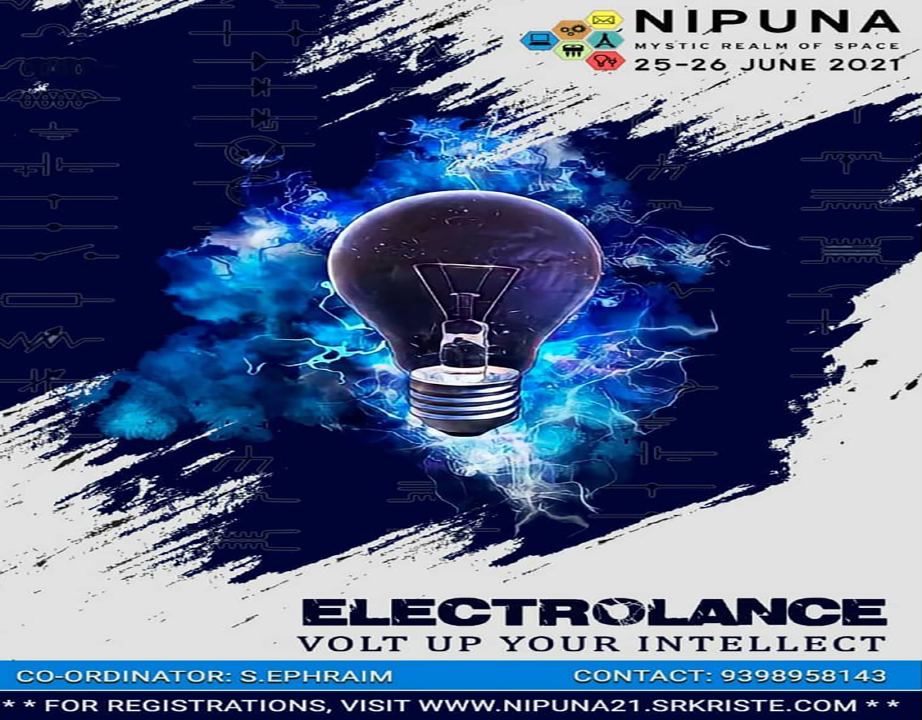 NIPUNA
MYSTIC REALM OF SPACE
25-26 JUNE 2021
ELECTROLANCE
VOLT UP YOUR INTELLECT
CO-ORDINATOR: S.EPHRAIM CONTACT: 9398958143
* * FOR REGISTRATIONS, VISIT WWW.NIPUNA21.SRKRISTE.COM * *